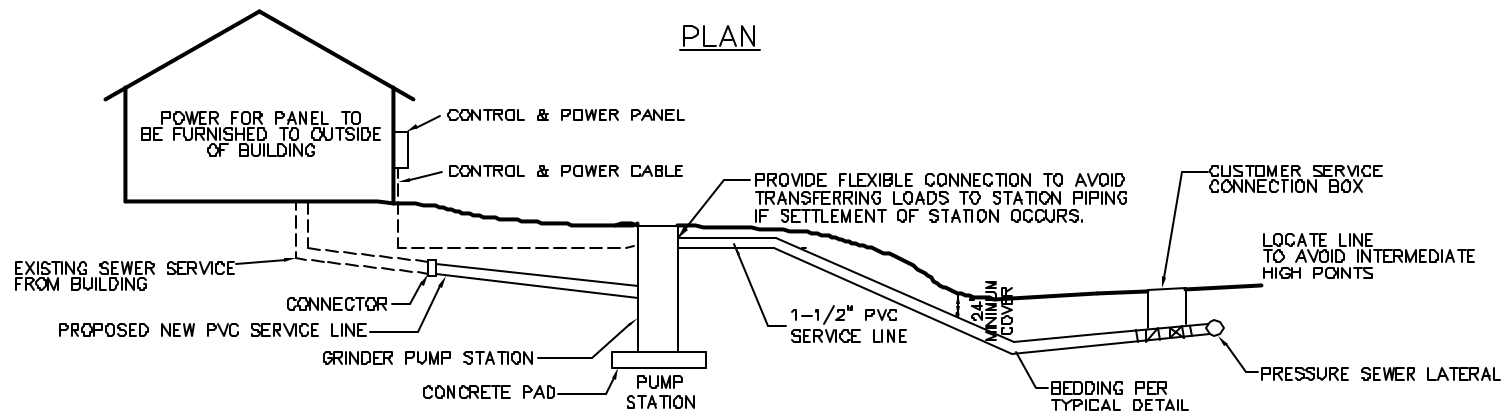 PLAN
POWER FOR PANEL TO
BE FURNISHED TO OUTSIDE
OF BUILDING
CONTROL & POWER PANEL
CONTROL & POWER CABLE
PROVIDE FLEXIBLE CONNECTION TO AVOID
TRANSFERRING LOADS TO STATION PIPING
IF SETTLEMENT OF STATION OCCURS.
CUSTOMER SERVICE
CONNECTION BOX
LOCATE LINE
TO AVOID INTERMEDIATE
HIGH POINTS
EXISTING SEWER SERVICE
FROM BUILDING
CONNECTOR
PROPOSED NEW PVC SERVICE LINE
GRINDER PUMP STATION
CONCRETE PAD
PUMP
STATION
1-1/2" PVC
SERVICE LINE
24"
MINIMUM
COVER
BEDDING PER
TYPICAL DETAIL
PRESSURE SEWER LATERAL